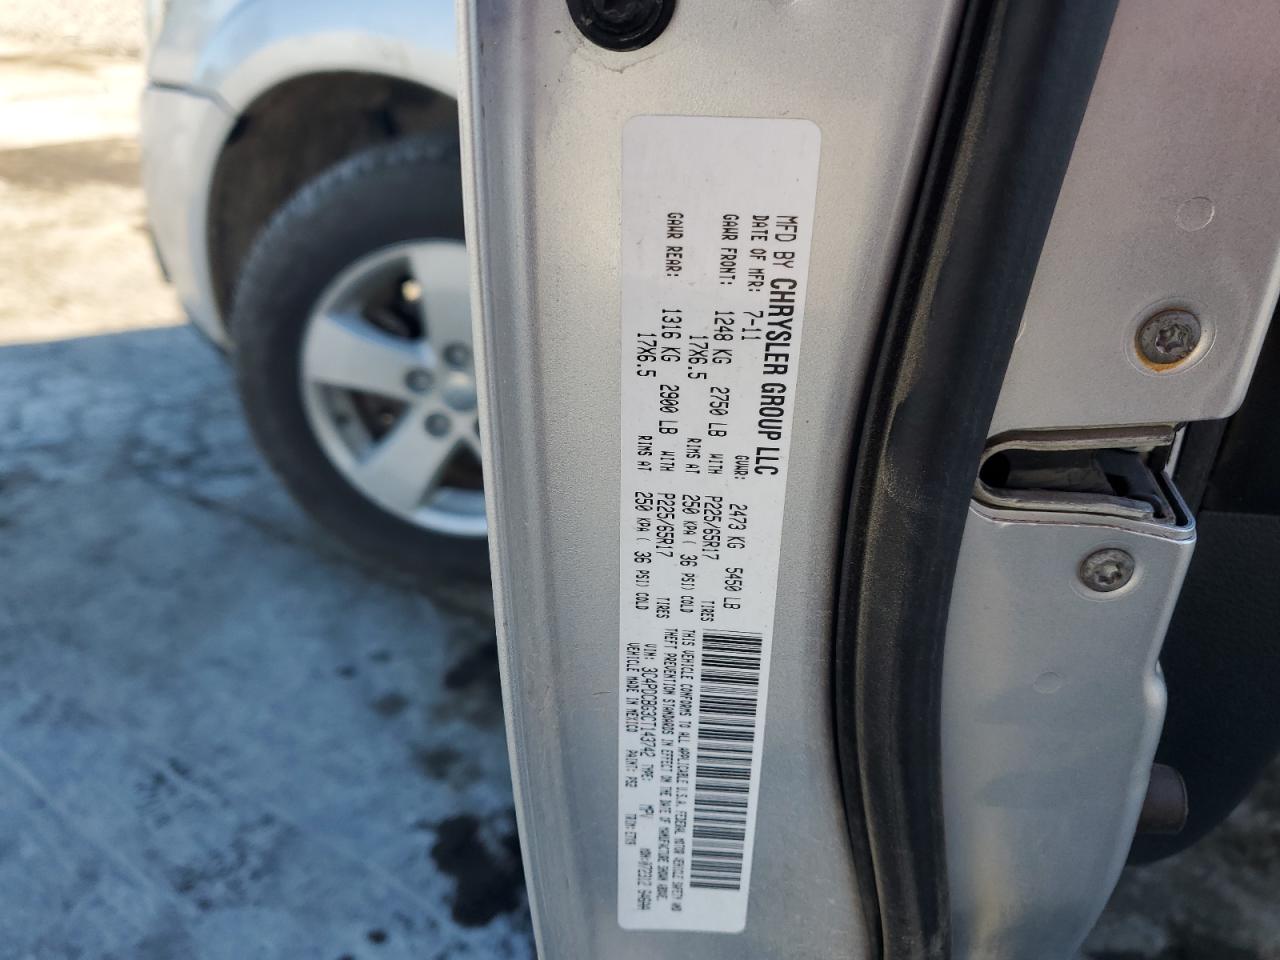 MFD BY CHRYSLER GROUP LLC
DATE OF MFR: 7-11 GVWR: 2473 KG 5450 LB
GAWR FRONT: 1248 KG 2750 LB WITH P225/65R17 TIRES
17X6.5 RIMS AT 250 KPA ( 36 PSI) COLD
GAWR REAR: 1316 KG 2900 LB WITH P225/65R17 TIRES
17X6.5 RIMS AT 250 KPA ( 36 PSI) COLD
THIS VEHICLE CONFORMS TO ALL APPLICABLE U.S.A. FEDERAL MOTOR VEHICLE SAFETY AND
THEFT PREVENTION STANDARDS IN EFFECT ON THE DATE OF MANUFACTURE SHOWN ABOVE.
VIN: 3C4PDCBG3CT143742 TYPE: MPV
VEHICLE MADE IN MEXICO PAINT: PS2 TRIM: